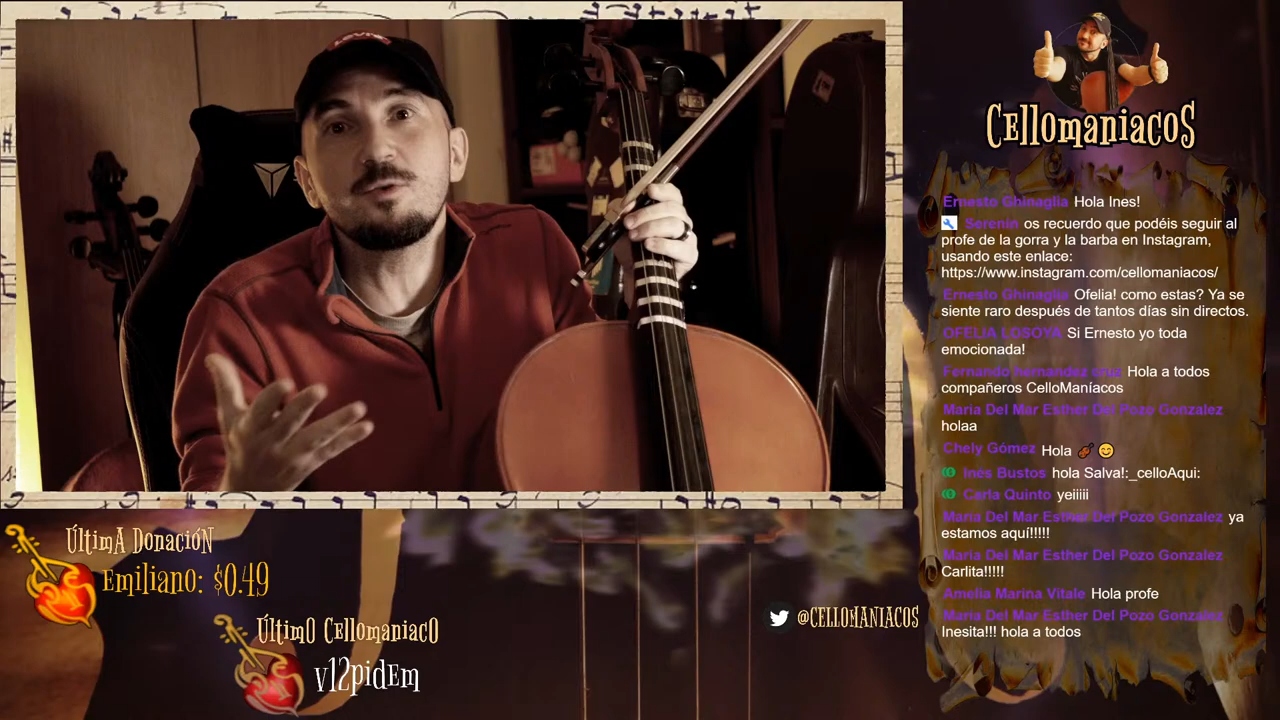 CellomaniacoS
Ernesto Ghinaglia Hola Ines!
Serenin os recuerdo que podéis seguir al
profe de la gorra y la barba en Instagram,
usando este enlace:
https://www.instagram.com/cellomaniacos/
Ernesto Ghinaglia Ofelia! como estas? Ya se
siente raro después de tantos días sin directos.
OFELIA LOSOYA Si Ernesto yo toda
emocionada!
Fernando hernandez cruz Hola a todos
compañeros CelloManíacos
Maria Del Mar Esther Del Pozo Gonzalez
holaa
Chely Gómez Hola 🎻 😊
Ines Bustos hola Salva!:_celloAqui:
Carla Quinto yeiiiii
Maria Del Mar Esther Del Pozo Gonzalez ya
estamos aquí!!!!!
Maria Del Mar Esther Del Pozo Gonzalez
Carlita!!!!!
Amelia Marina Vitale Hola profe
Maria Del Mar Esther Del Pozo Gonzalez
Inesita!!! hola a todos
ÚltimA DonacióN
Emiliano: $0.49
ÚltimO CellomaniacO
v12pidEm
@CELLOMANIACOS